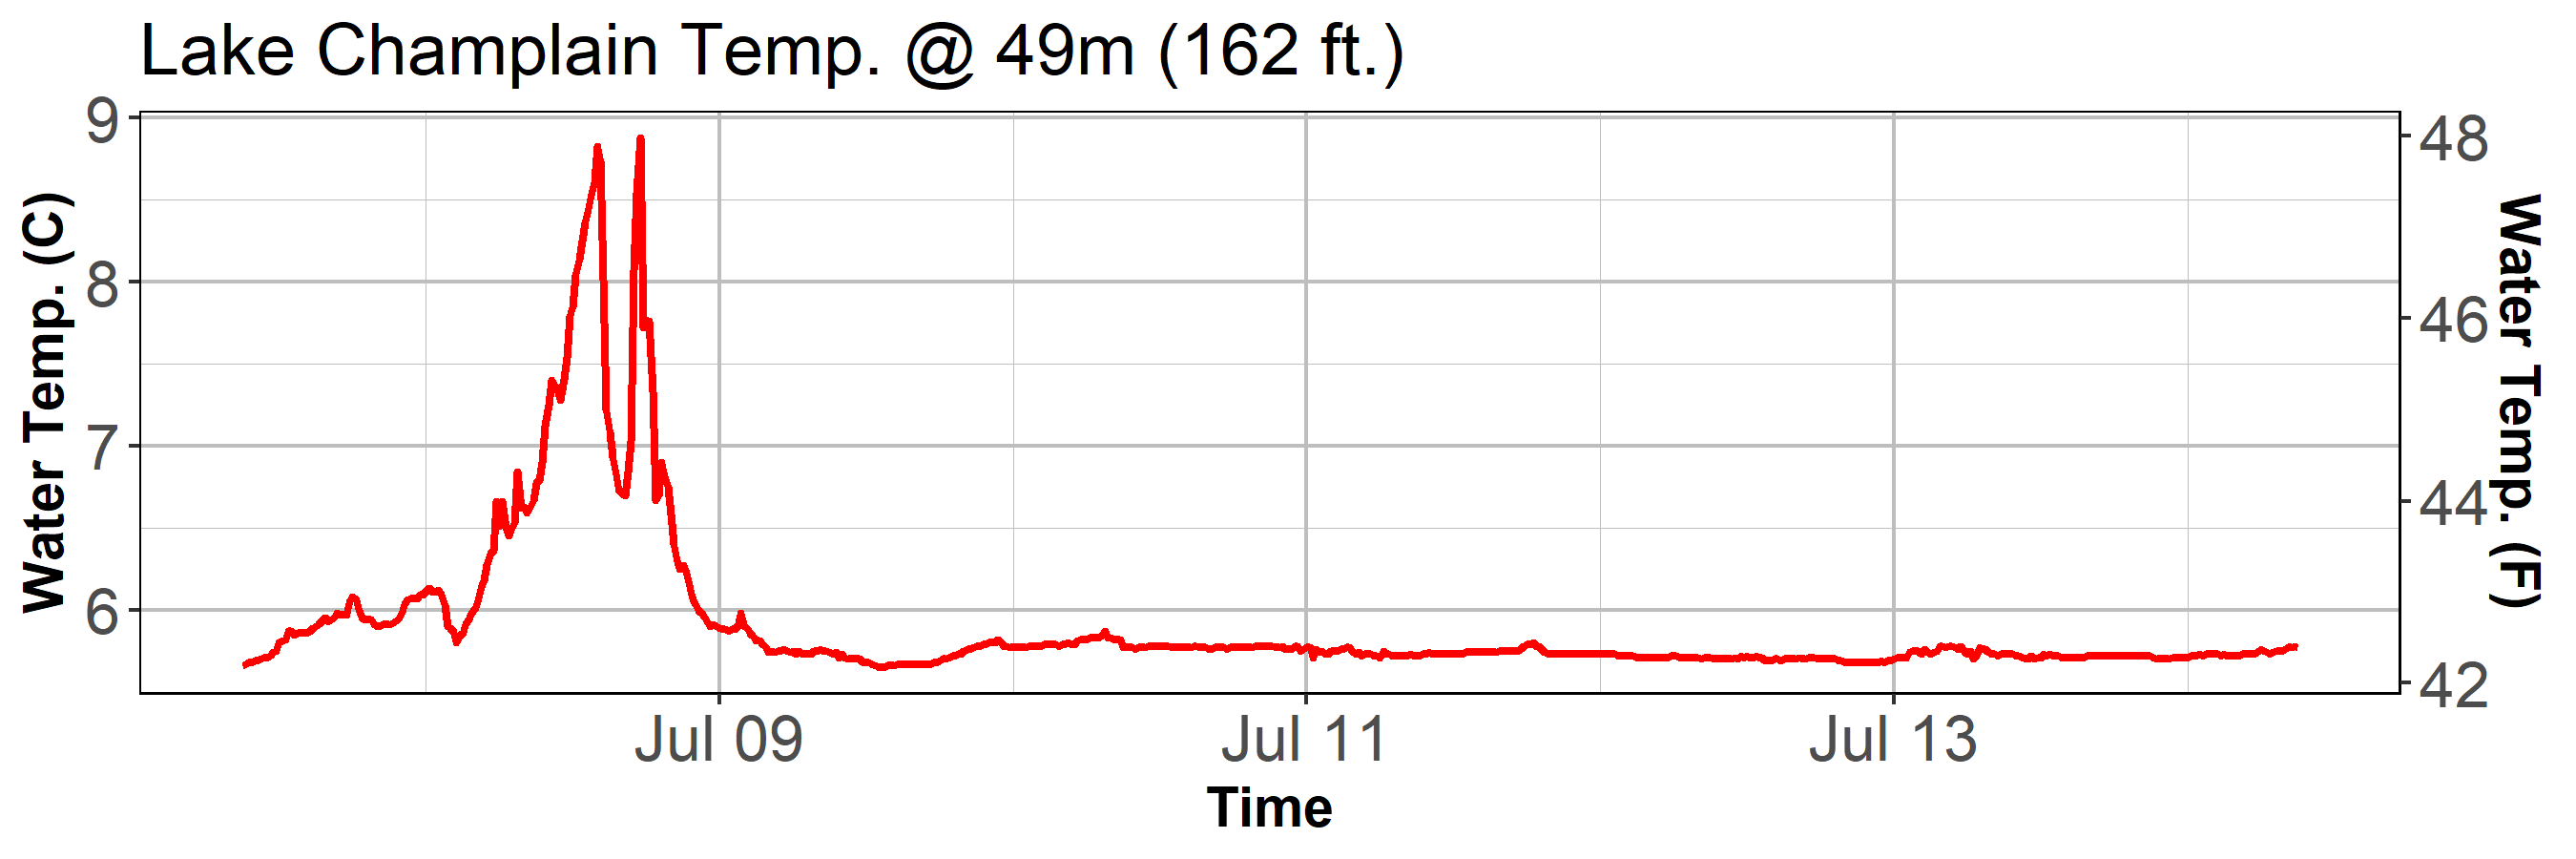 Lake Champlain Temp. @ 49m (162 ft.)
Water Temp. (C)
9
8
7
6
48
46
44
42
Water Temp. (F)
Jul 09
Jul 11
Jul 13
Time